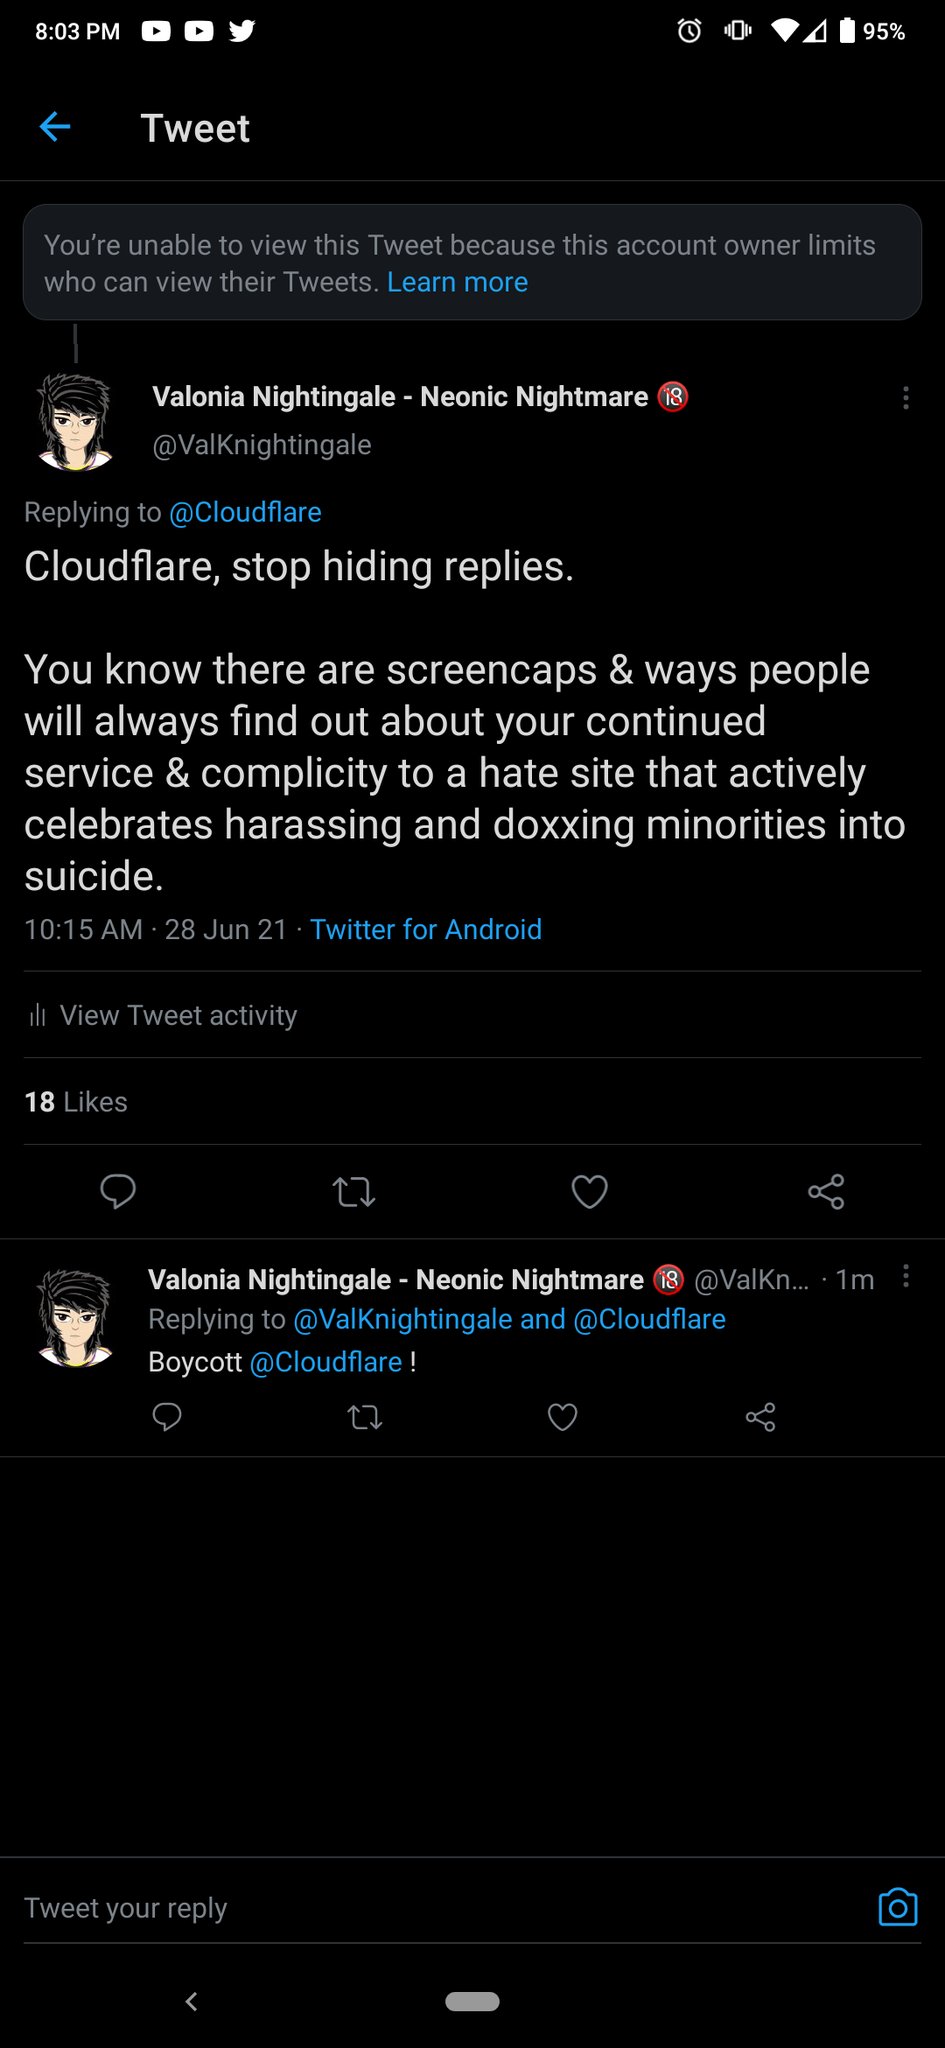 8:03 PM 95%
Tweet
You’re unable to view this Tweet because this account owner limits
who can view their Tweets. Learn more
Valonia Nightingale - Neonic Nightmare 🔞
@ValKnightingale
Replying to @Cloudflare
Cloudflare, stop hiding replies.
You know there are screencaps & ways people
will always find out about your continued
service & complicity to a hate site that actively
celebrates harassing and doxxing minorities into
suicide.
10:15 AM · 28 Jun 21 · Twitter for Android
View Tweet activity
18 Likes
Valonia Nightingale - Neonic Nightmare 🔞 @ValKn... · 1m
Replying to @ValKnightingale and @Cloudflare
Boycott @Cloudflare !
Tweet your reply